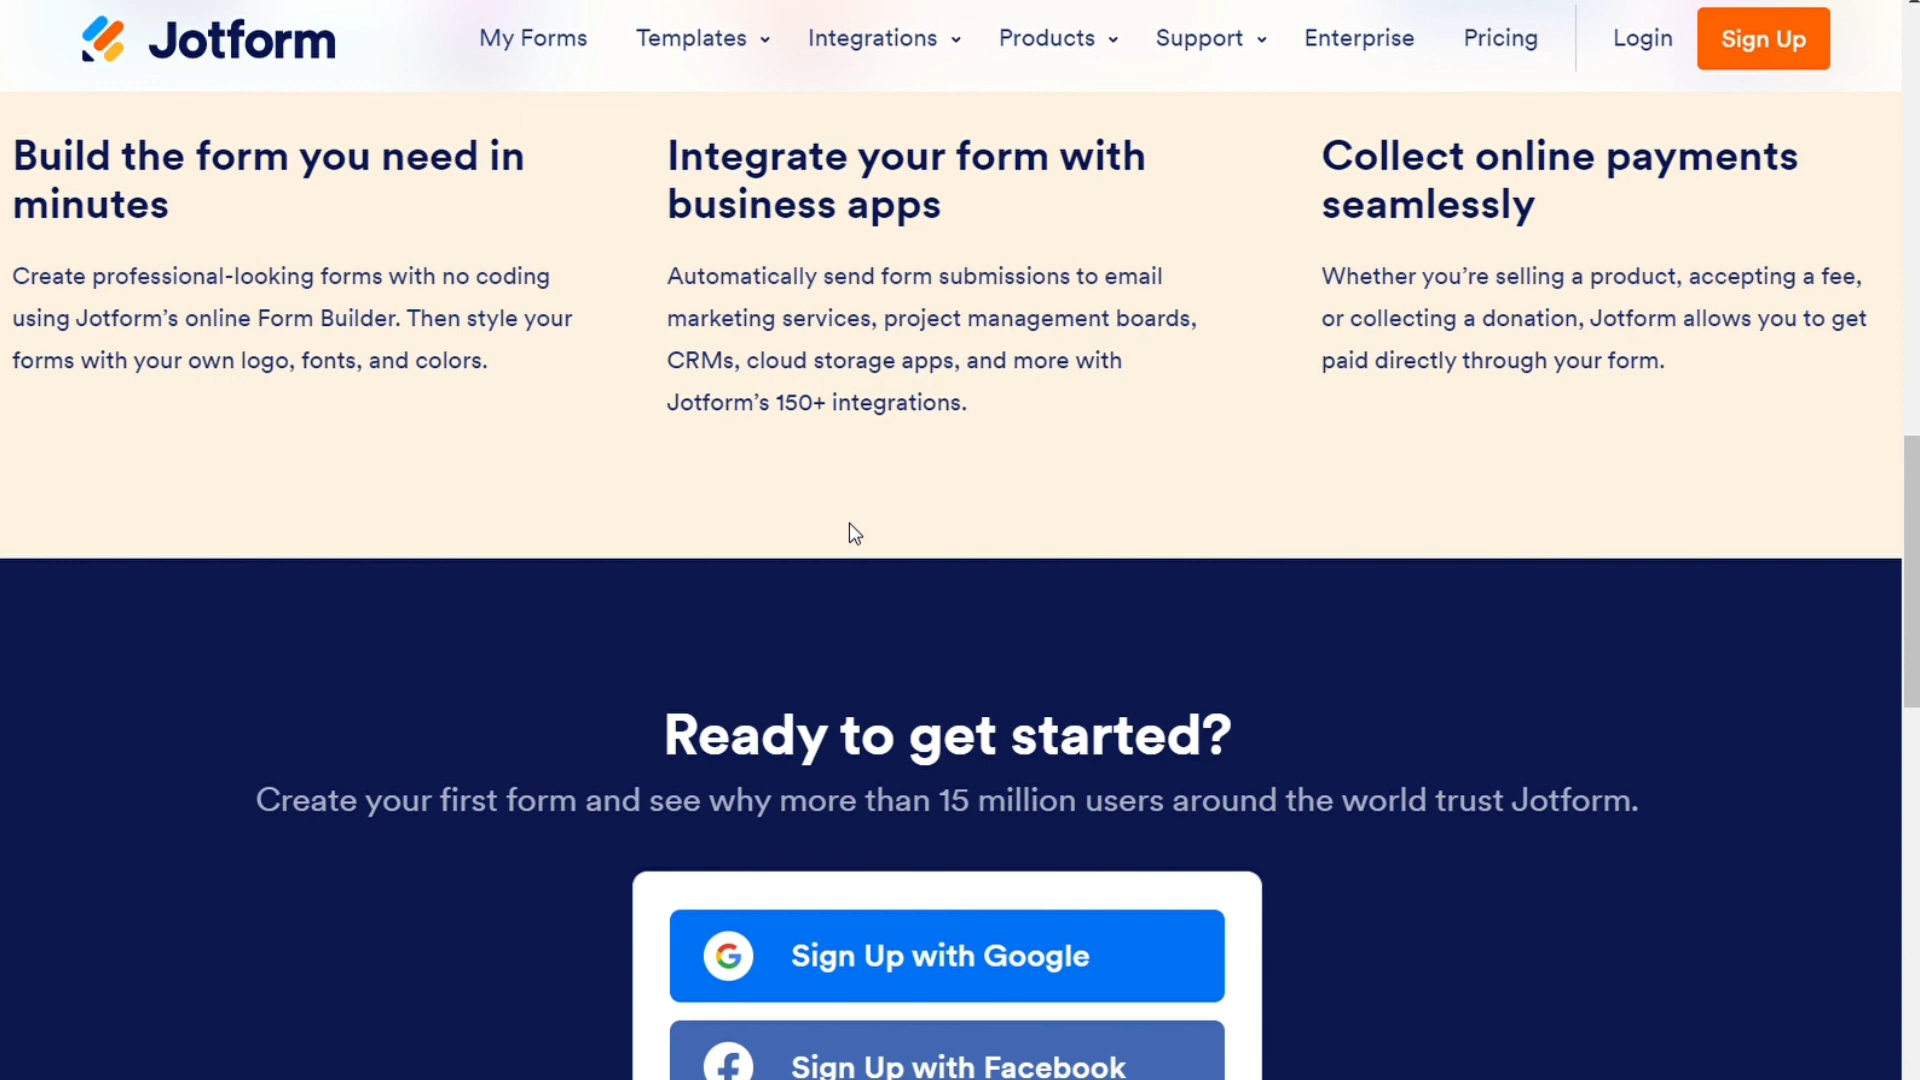 Jotform
My Forms Templates Integrations Products Support Enterprise Pricing Login Sign Up
Build the form you need in
minutes
Create professional-looking forms with no coding
using Jotform’s online Form Builder. Then style your
forms with your own logo, fonts, and colors.
Integrate your form with
business apps
Automatically send form submissions to email
marketing services, project management boards,
CRMs, cloud storage apps, and more with
Jotform’s 150+ integrations.
Collect online payments
seamlessly
Whether you’re selling a product, accepting a fee,
or collecting a donation, Jotform allows you to get
paid directly through your form.
Ready to get started?
Create your first form and see why more than 15 million users around the world trust Jotform.
Sign Up with Google
Sign Up with Facebook